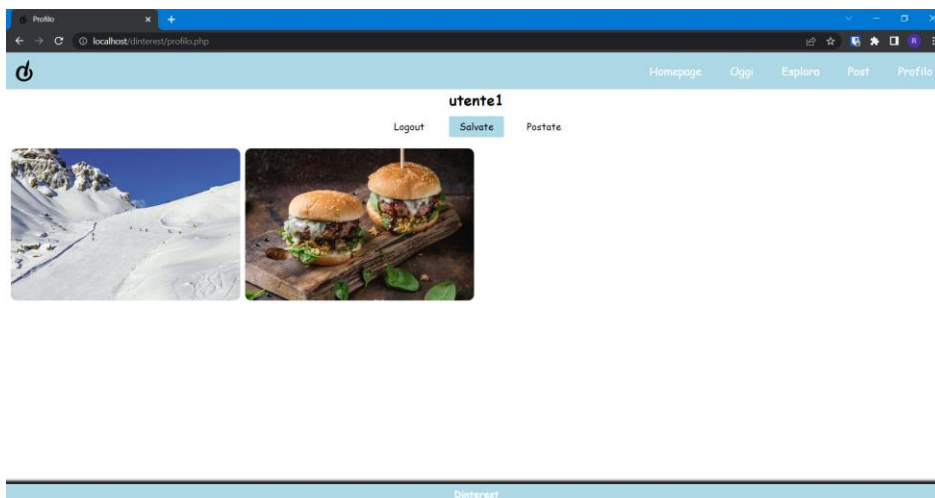 Profilo
localhost/dinterest/profilo.php
R
Homepage Oggi Esplora Post Profilo
utente1
Logout Salvate Postate
Dinterest